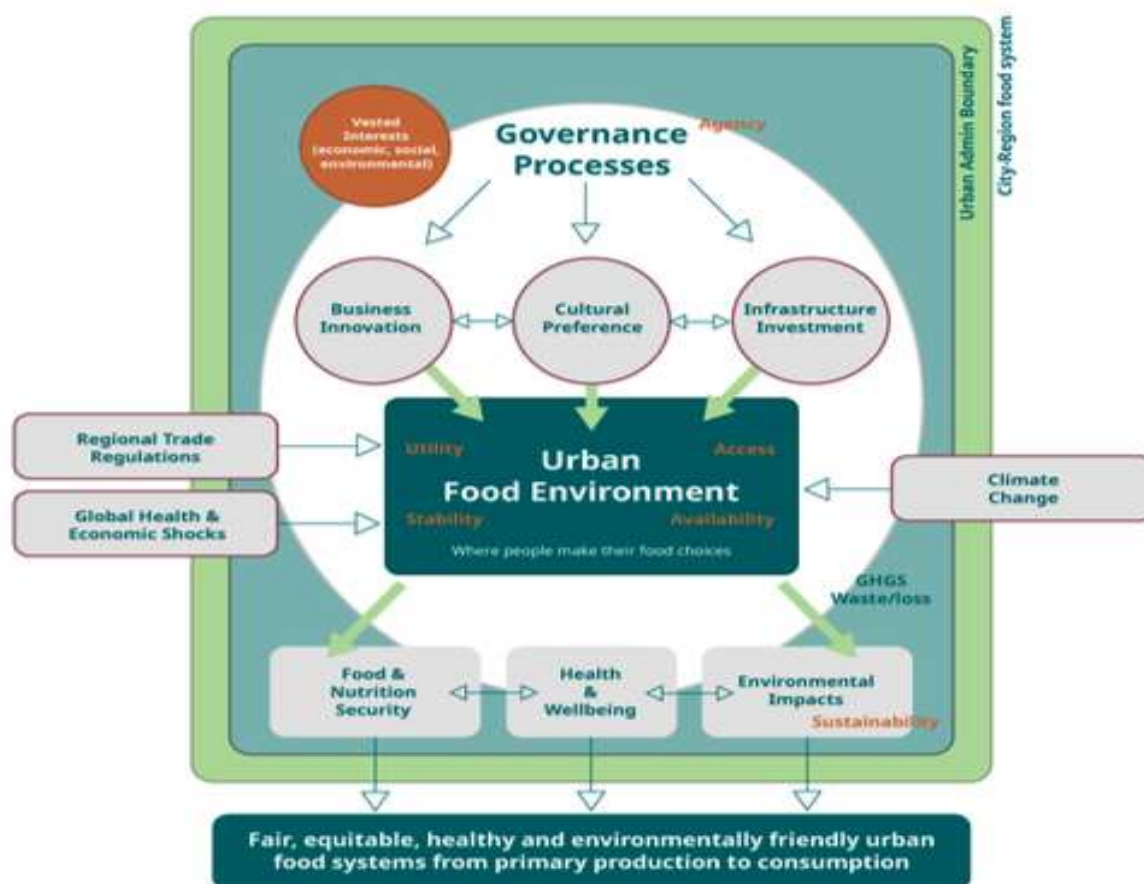 Urban Admin Boundary
City-Region food system
Vested
Interests
(economic, social,
environmental)
Governance
Processes
Agency
Business
Innovation
Cultural
Preference
Infrastructure
Investment
Regional Trade
Regulations
Global Health &
Economic Shocks
Utility
Access
Urban
Food Environment
Stability
Availability
Where people make their food choices
Climate
Change
GHGS
Waste/loss
Food &
Nutrition
Security
Health
&
Wellbeing
Environmental
Impacts
Sustainability
Fair, equitable, healthy and environmentally friendly urban
food systems from primary production to consumption